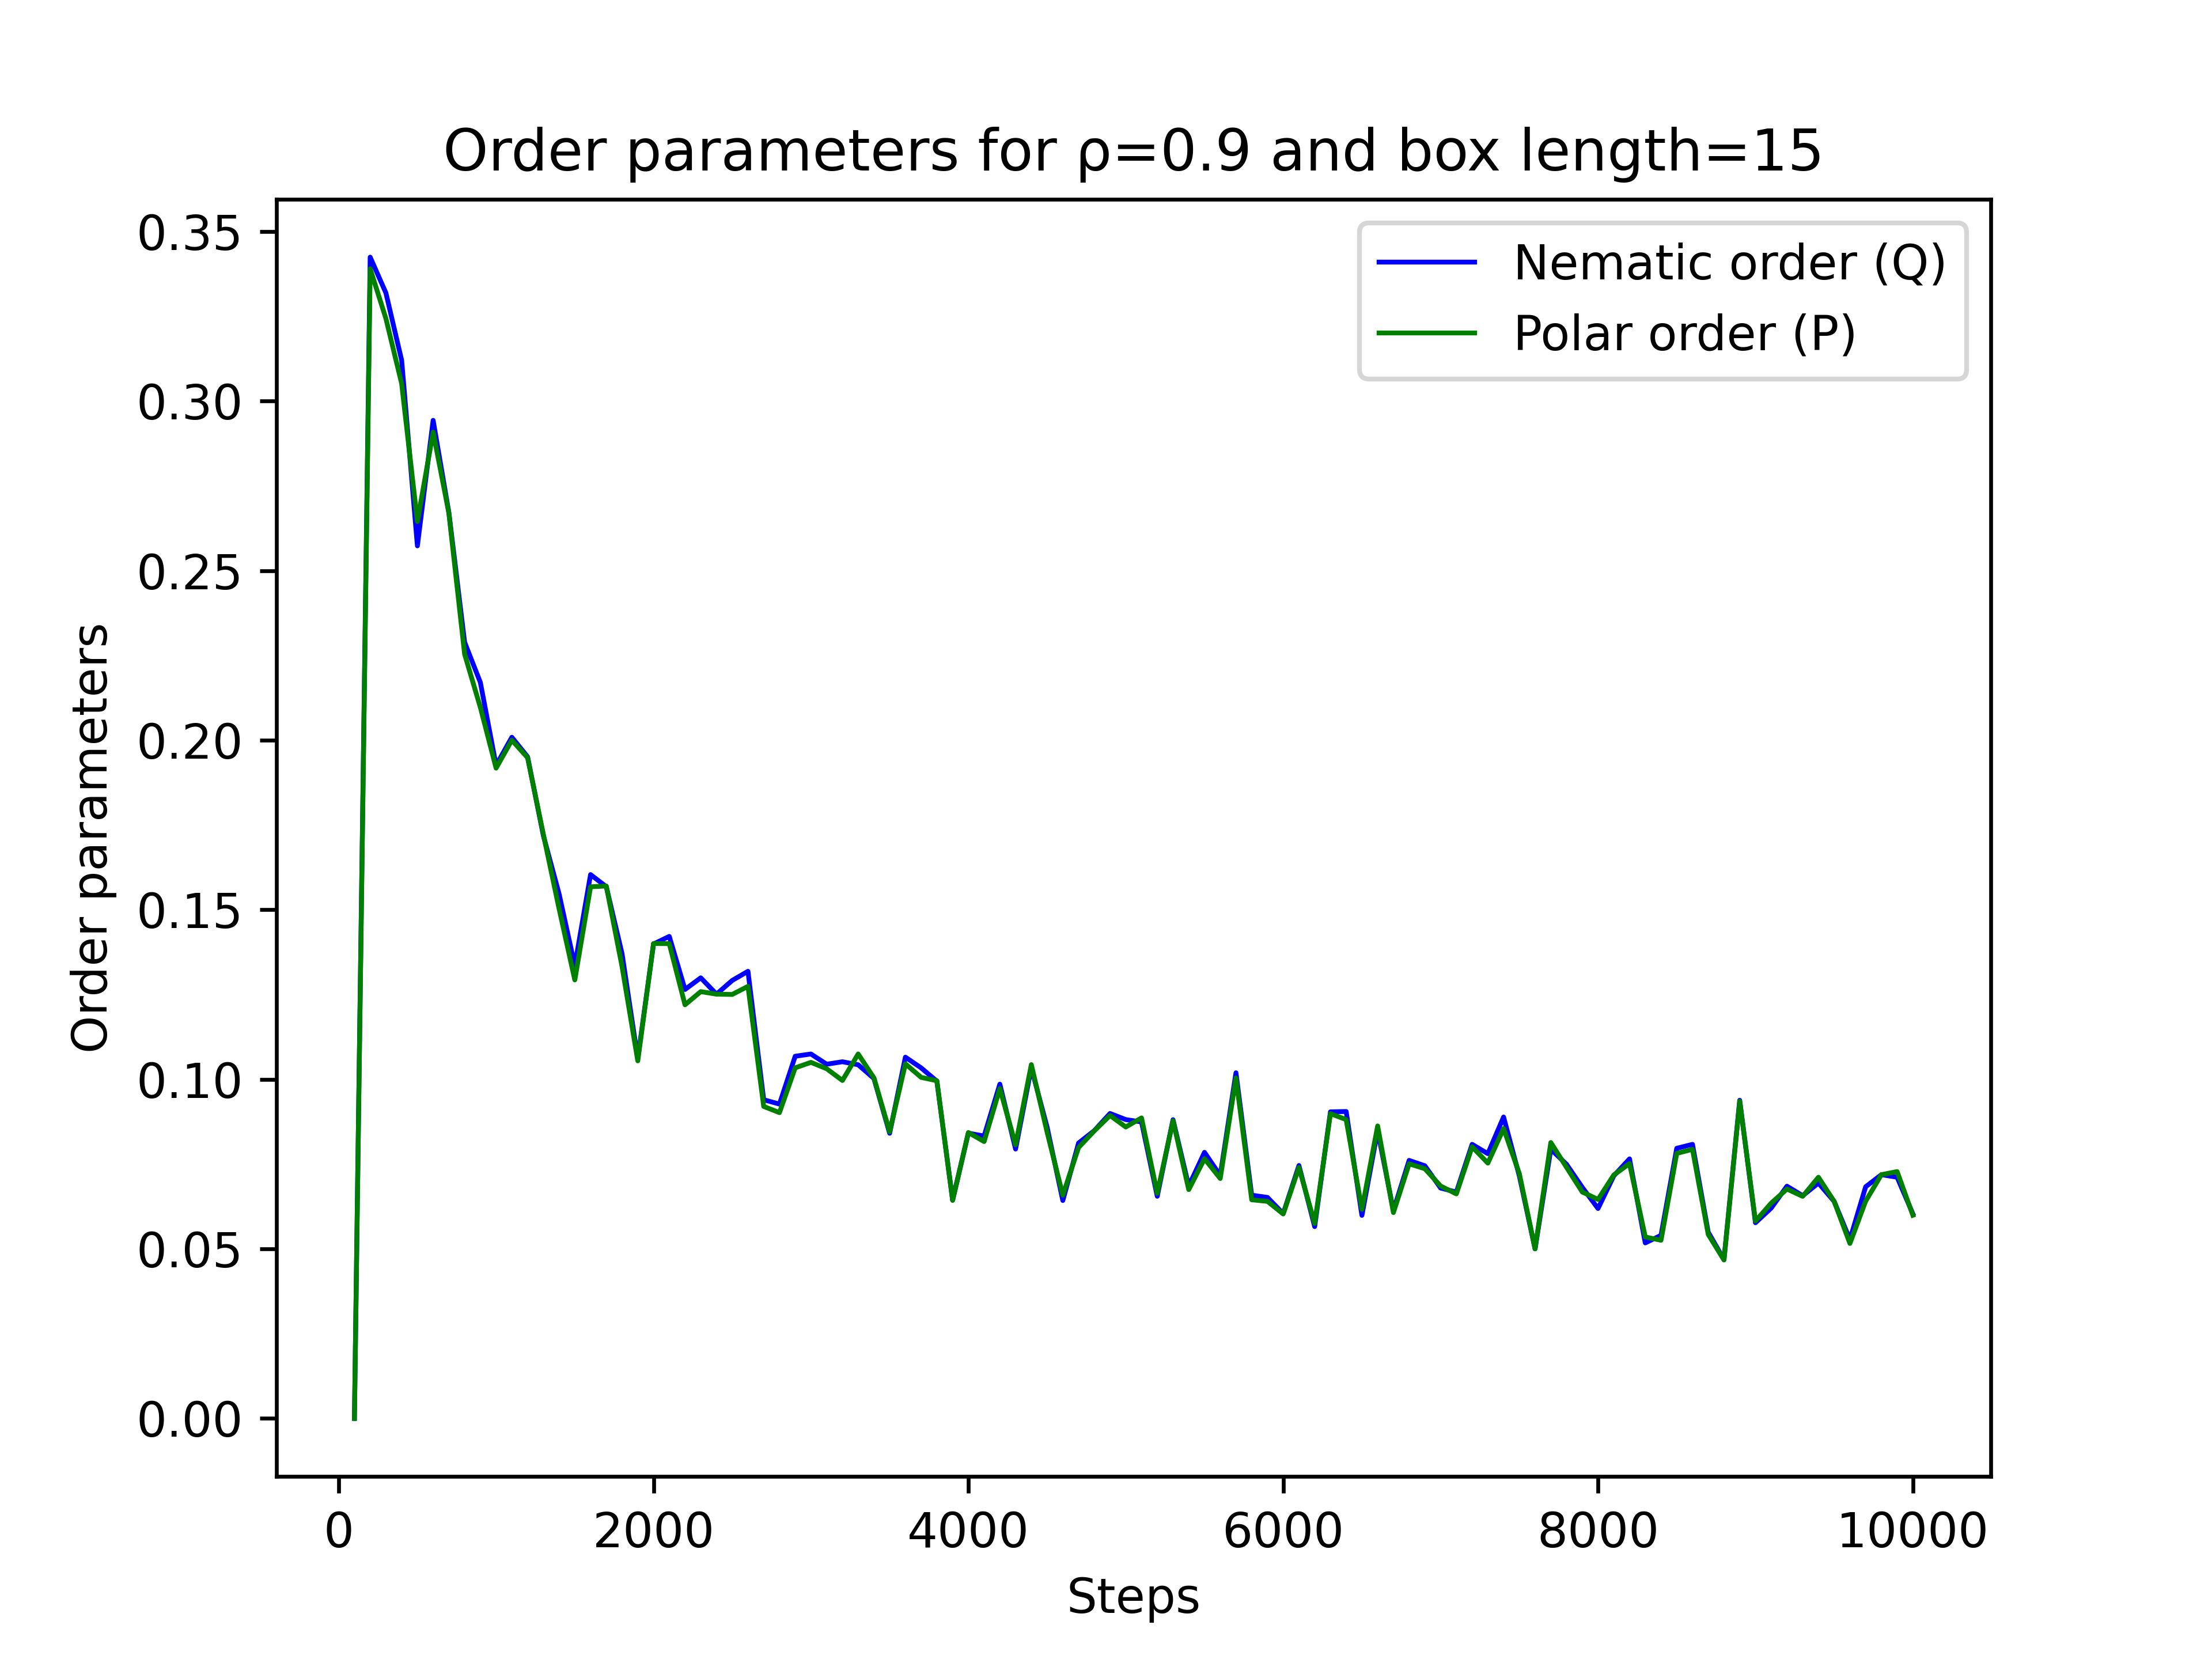 Order parameters for ρ=0.9 and box length=15
Nematic order (Q)
Polar order (P)
Order parameters
0.35
0.30
0.25
0.20
0.15
0.10
0.05
0.00
0 2000 4000 6000 8000 10000
Steps